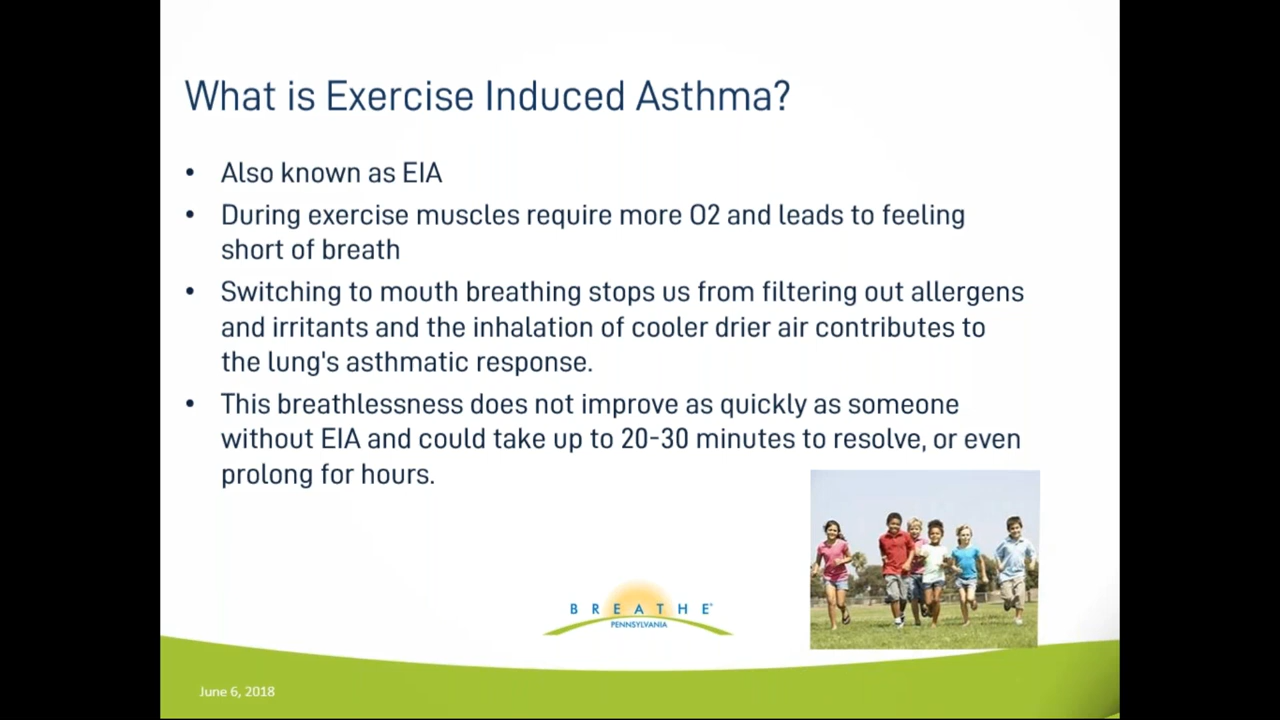 What is Exercise Induced Asthma?
• Also known as EIA
• During exercise muscles require more O2 and leads to feeling
short of breath
• Switching to mouth breathing stops us from filtering out allergens
and irritants and the inhalation of cooler drier air contributes to
the lung's asthmatic response.
• This breathlessness does not improve as quickly as someone
without EIA and could take up to 20-30 minutes to resolve, or even
prolong for hours.
BREATHE
PENNSYLVANIA
June 6, 2018